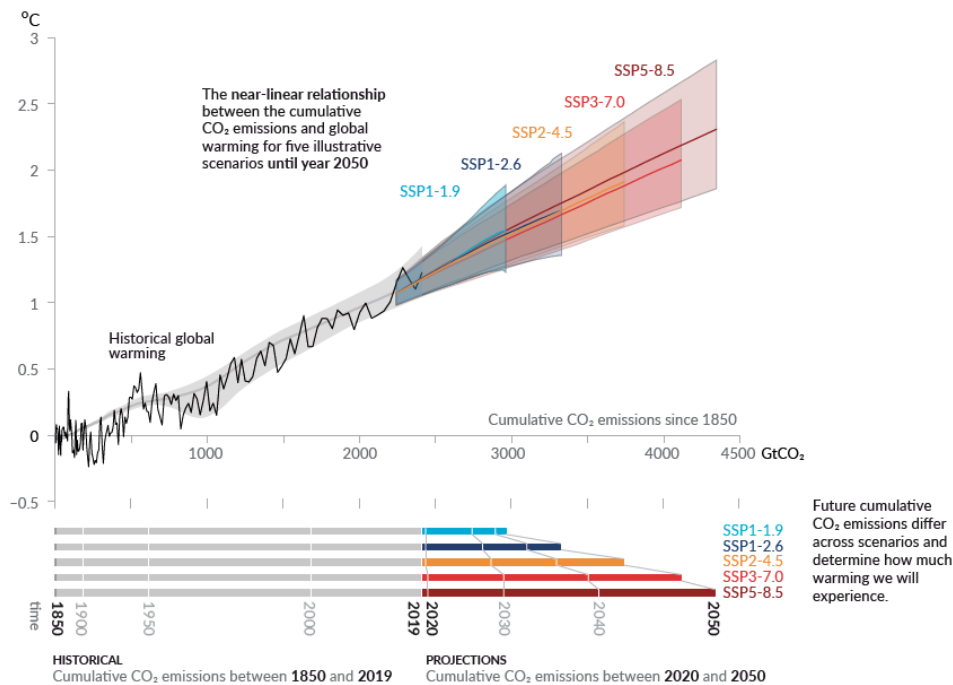 °C
3
SSP5-8.5
2.5
The near-linear relationship
between the cumulative
CO₂ emissions and global
warming for five illustrative
scenarios until year 2050
SSP3-7.0
SSP2-4.5
2
SSP1-2.6
SSP1-1.9
1.5
1
Historical global
warming
0.5
Cumulative CO₂ emissions since 1850
0
1000
2000
3000
4000
4500 GtCO₂
−0.5
SSP1-1.9
SSP1-2.6
SSP2-4.5
SSP3-7.0
SSP5-8.5
Future cumulative
CO₂ emissions differ
across scenarios and
determine how much
warming we will
experience.
time
1850
1900
1950
2000
2019
2020
2030
2040
2050
HISTORICAL
Cumulative CO₂ emissions between 1850 and 2019
PROJECTIONS
Cumulative CO₂ emissions between 2020 and 2050